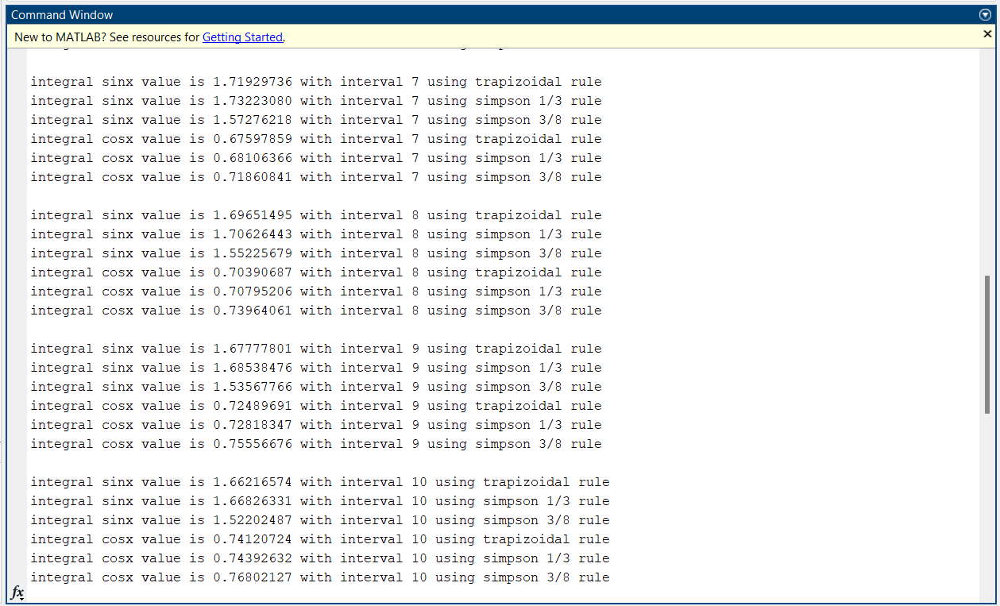 Command Window
New to MATLAB? See resources for Getting Started.
integral sinx value is 1.71929736 with interval 7 using trapizoidal rule
integral sinx value is 1.73223080 with interval 7 using simpson 1/3 rule
integral sinx value is 1.57276218 with interval 7 using simpson 3/8 rule
integral cosx value is 0.67597859 with interval 7 using trapizoidal rule
integral cosx value is 0.68106366 with interval 7 using simpson 1/3 rule
integral cosx value is 0.71860841 with interval 7 using simpson 3/8 rule
integral sinx value is 1.69651495 with interval 8 using trapizoidal rule
integral sinx value is 1.70626443 with interval 8 using simpson 1/3 rule
integral sinx value is 1.55225679 with interval 8 using simpson 3/8 rule
integral cosx value is 0.70390687 with interval 8 using trapizoidal rule
integral cosx value is 0.70795206 with interval 8 using simpson 1/3 rule
integral cosx value is 0.73964061 with interval 8 using simpson 3/8 rule
integral sinx value is 1.67777801 with interval 9 using trapizoidal rule
integral sinx value is 1.68538476 with interval 9 using simpson 1/3 rule
integral sinx value is 1.53567766 with interval 9 using simpson 3/8 rule
integral cosx value is 0.72489691 with interval 9 using trapizoidal rule
integral cosx value is 0.72818347 with interval 9 using simpson 1/3 rule
integral cosx value is 0.75556676 with interval 9 using simpson 3/8 rule
integral sinx value is 1.66216574 with interval 10 using trapizoidal rule
integral sinx value is 1.66826331 with interval 10 using simpson 1/3 rule
integral sinx value is 1.52202487 with interval 10 using simpson 3/8 rule
integral cosx value is 0.74120724 with interval 10 using trapizoidal rule
integral cosx value is 0.74392632 with interval 10 using simpson 1/3 rule
integral cosx value is 0.76802127 with interval 10 using simpson 3/8 rule
fx